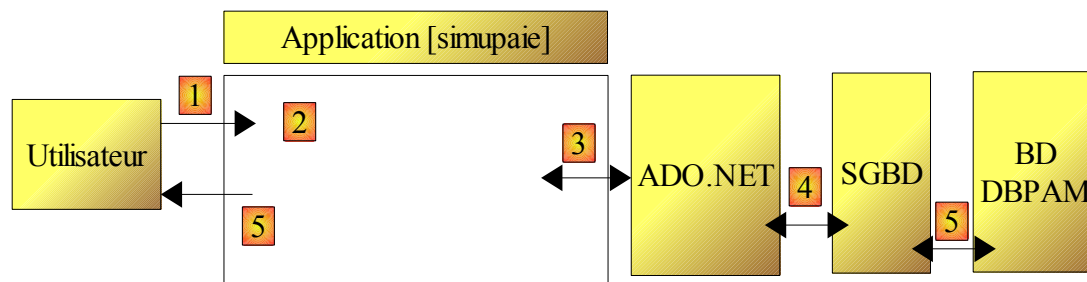 Application [simupaie]
1
2
3
Utilisateur
ADO.NET
4
SGBD
5
BD
DBPAM
5